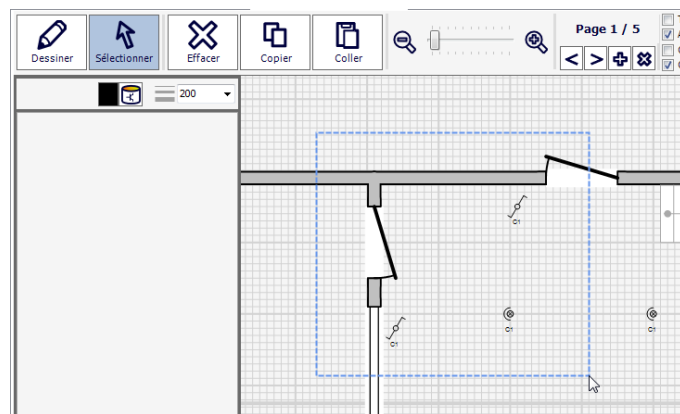 Dessiner
Sélectionner
Effacer
Copier
Coller
Page 1 / 5
200
C1
C1
C1
C1